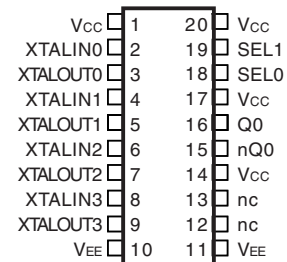 VCC 1 20 VCC
XTALIN0 2 19 SEL1
XTALOUT0 3 18 SEL0
XTALIN1 4 17 VCC
XTALOUT1 5 16 Q0
XTALIN2 6 15 nQ0
XTALOUT2 7 14 VCC
XTALIN3 8 13 nc
XTALOUT3 9 12 nc
VEE 10 11 VEE